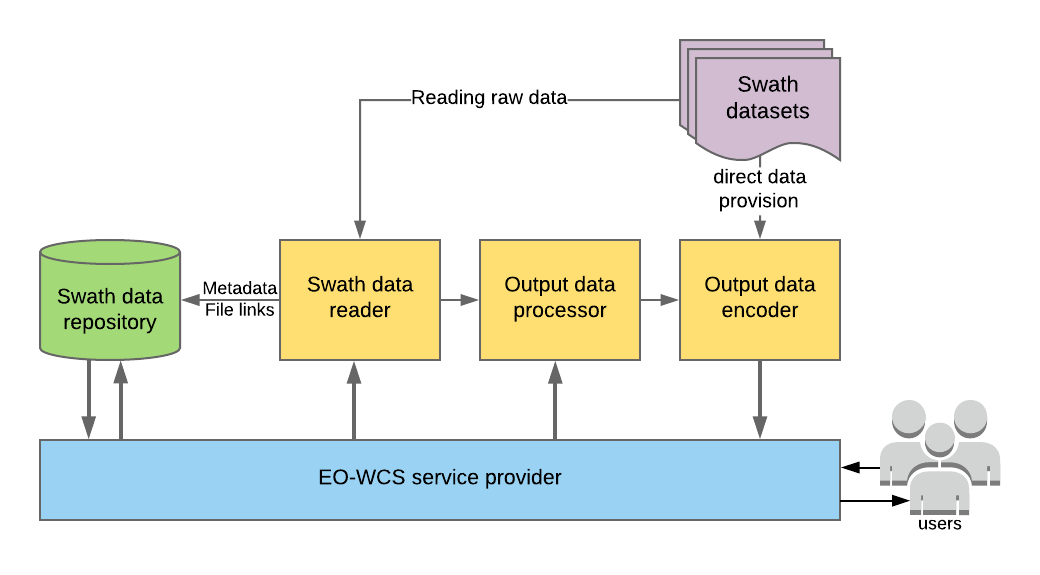 Swath
datasets
Reading raw data
direct data
provision
Swath data
repository
Metadata
File links
Swath data
reader
Output data
processor
Output data
encoder
EO-WCS service provider
users